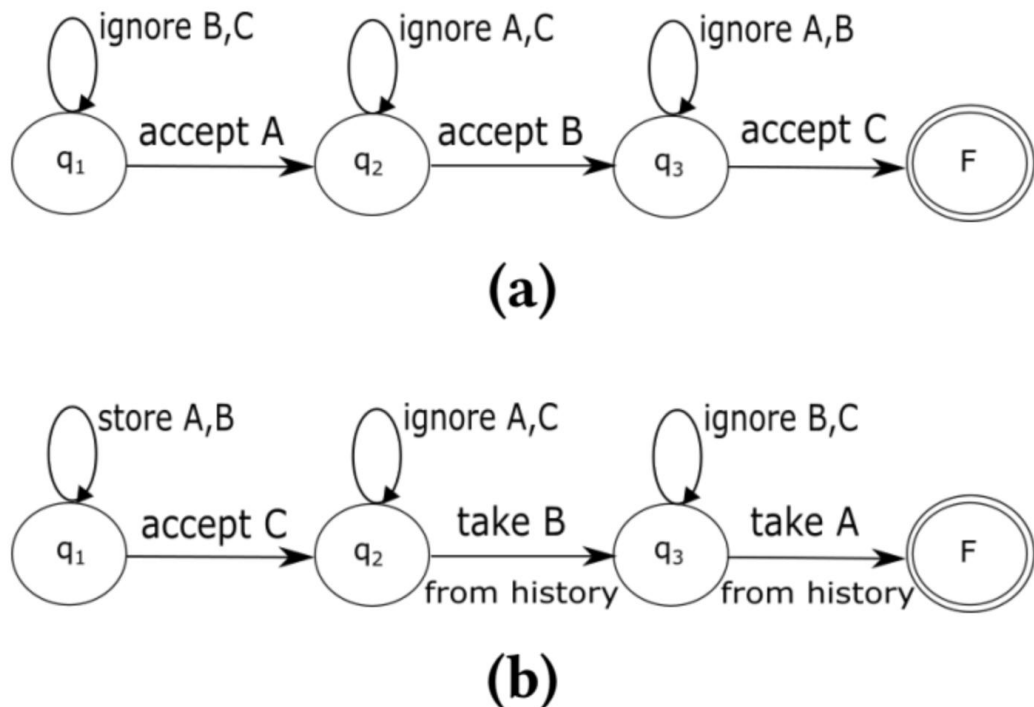 ignore B,C
ignore A,C
ignore A,B
accept A
accept B
accept C
q1
q2
q3
F
(a)
store A,B
ignore A,C
ignore B,C
accept C
take B
take A
q1
q2
q3
F
from history
from history
(b)